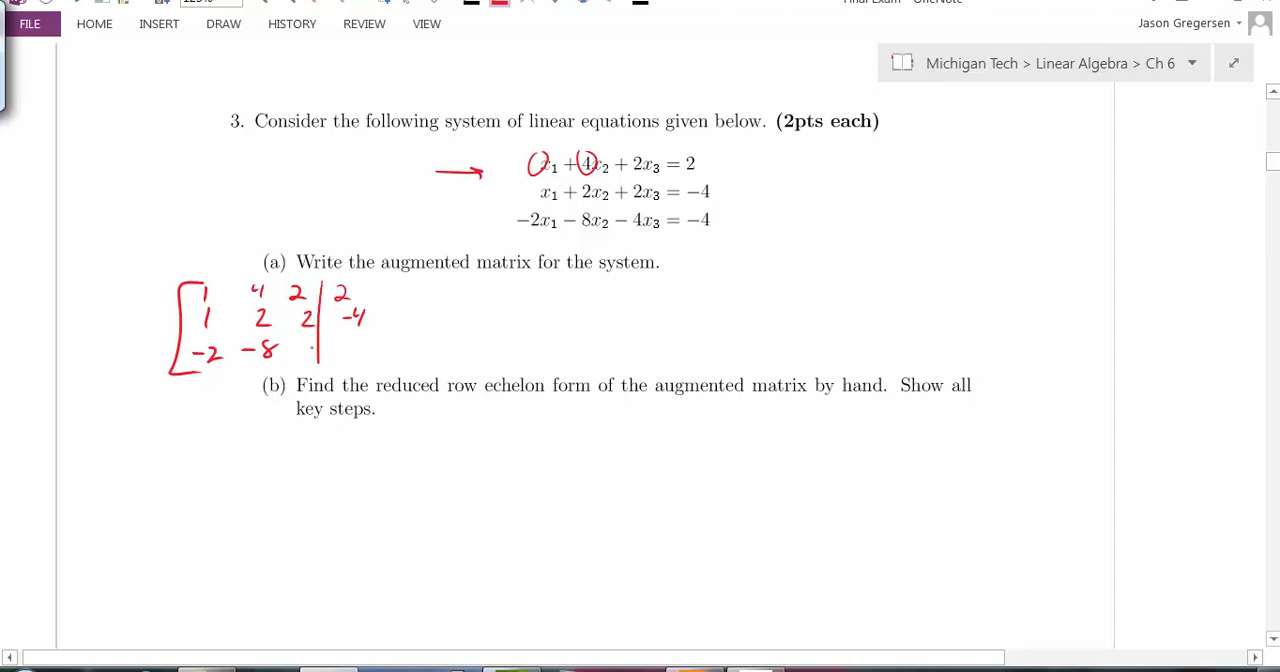 FILE HOME INSERT DRAW HISTORY REVIEW VIEW Jason Gregersen
Michigan Tech > Linear Algebra > Ch 6
3. Consider the following system of linear equations given below. (2pts each)
x₁ + 4x₂ + 2x₃ = 2
x₁ + 2x₂ + 2x₃ = −4
−2x₁ − 8x₂ − 4x₃ = −4
(a) Write the augmented matrix for the system.
1 4 2 | 2
1 2 2 | -4
-2 -8
(b) Find the reduced row echelon form of the augmented matrix by hand. Show all
key steps.